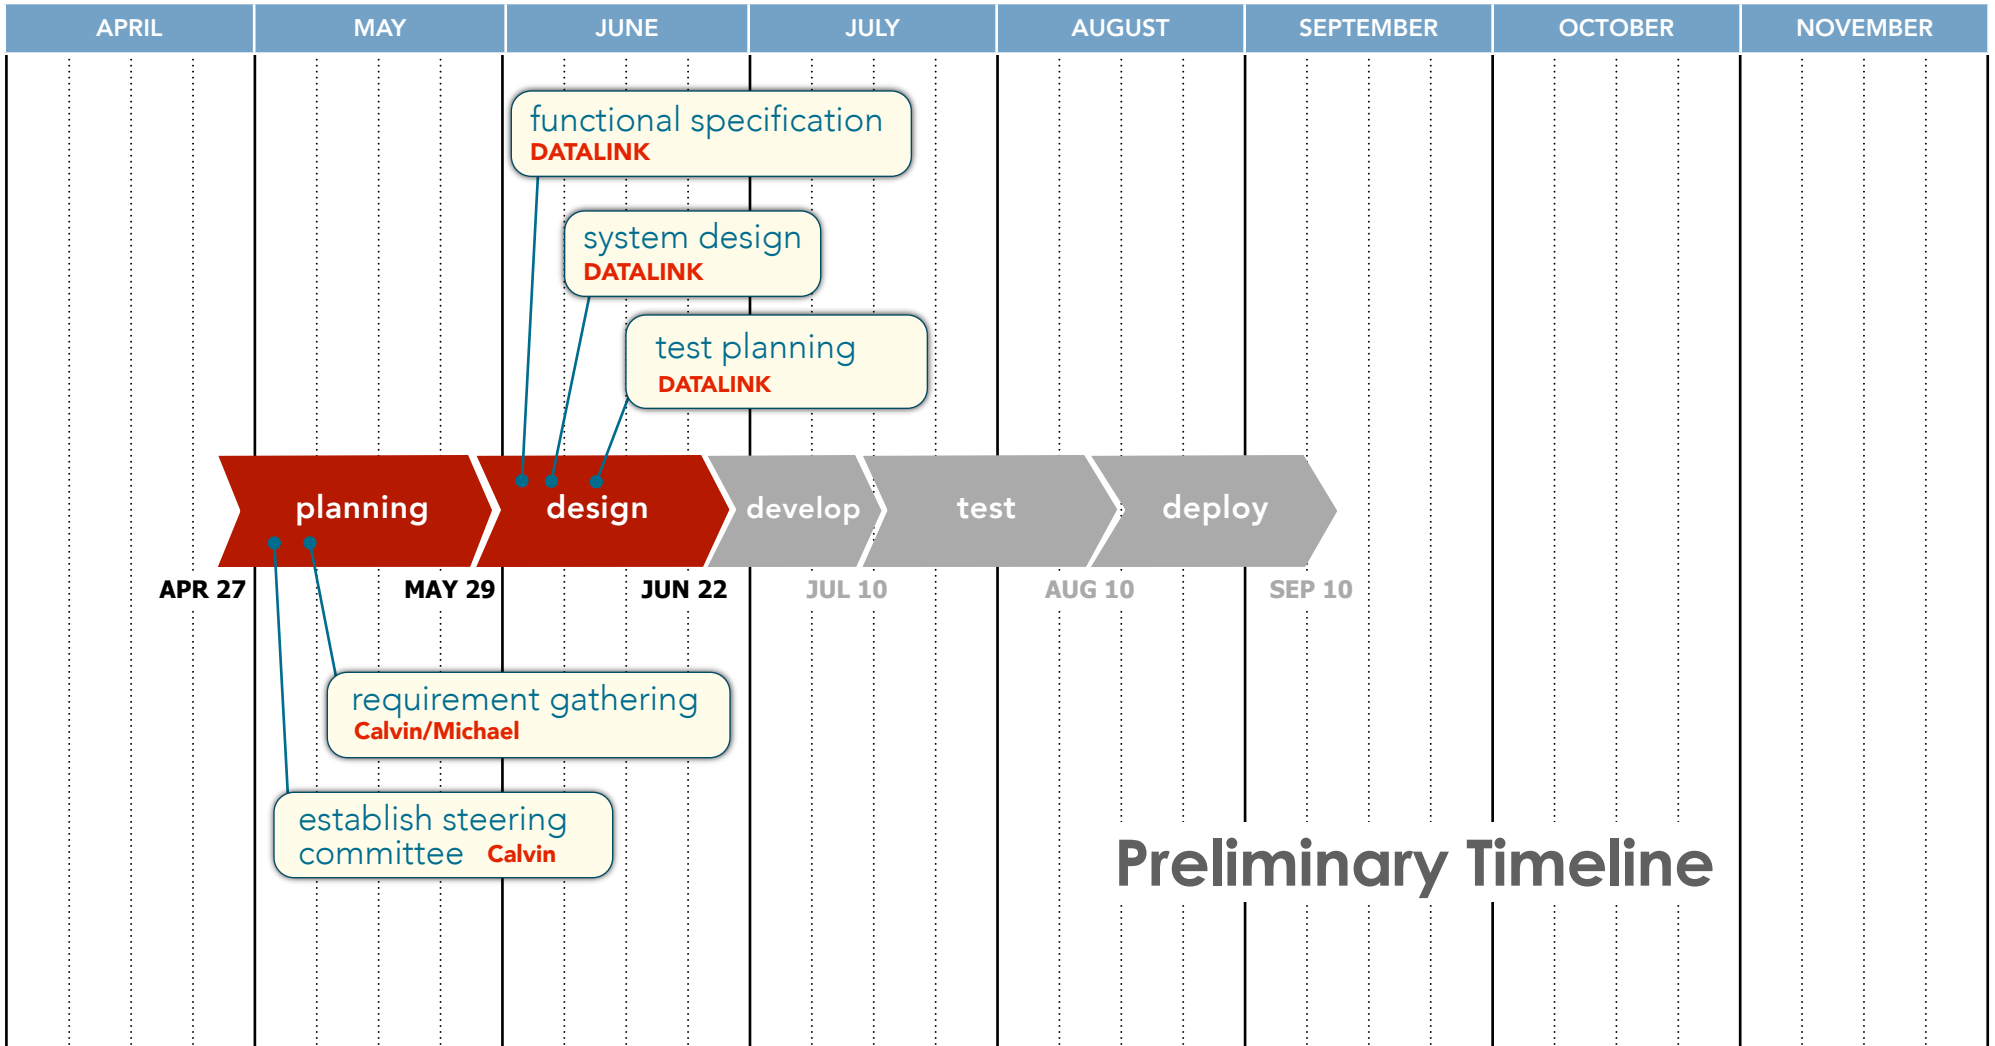 APRIL MAY JUNE JULY AUGUST SEPTEMBER OCTOBER NOVEMBER
functional specification
DATALINK
system design
DATALINK
test planning
DATALINK
planning design develop test deploy
APR 27 MAY 29 JUN 22 JUL 10 AUG 10 SEP 10
requirement gathering
Calvin/Michael
establish steering
committee Calvin
Preliminary Timeline